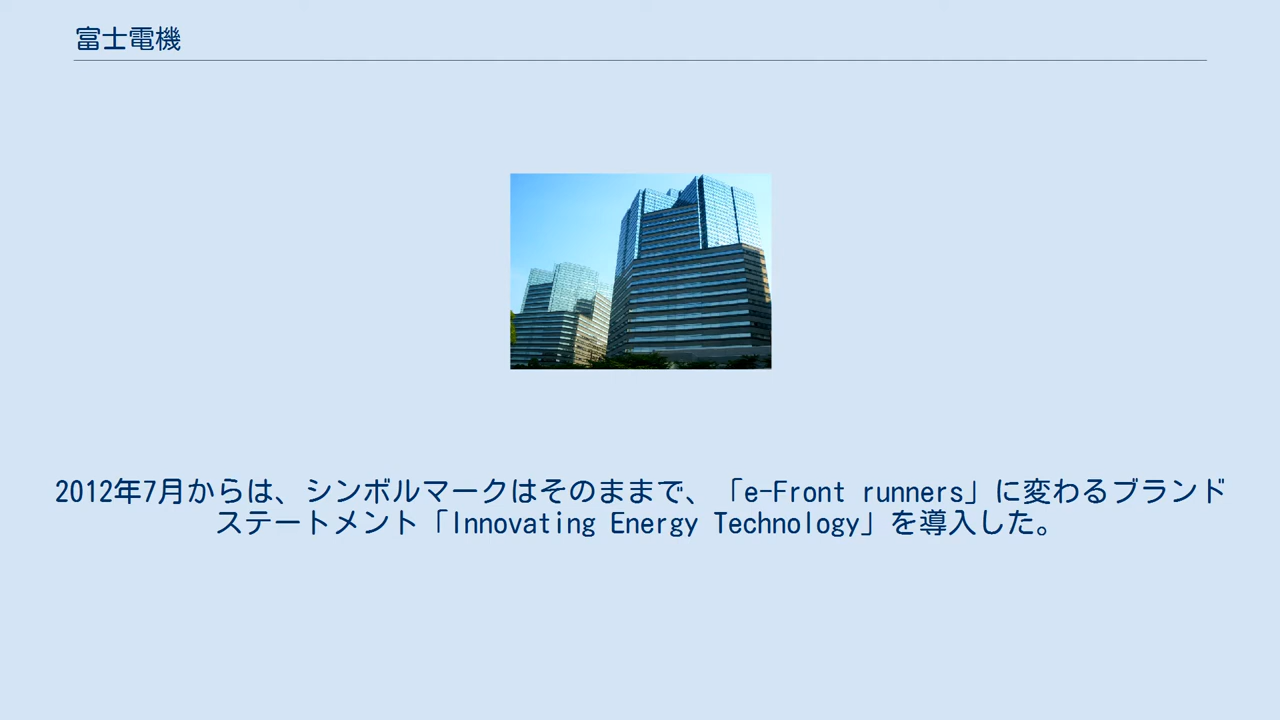 富士電機
2012年7月からは、シンボルマークはそのままで、「e-Front runners」に変わるブランド
ステートメント「Innovating Energy Technology」を導入した。